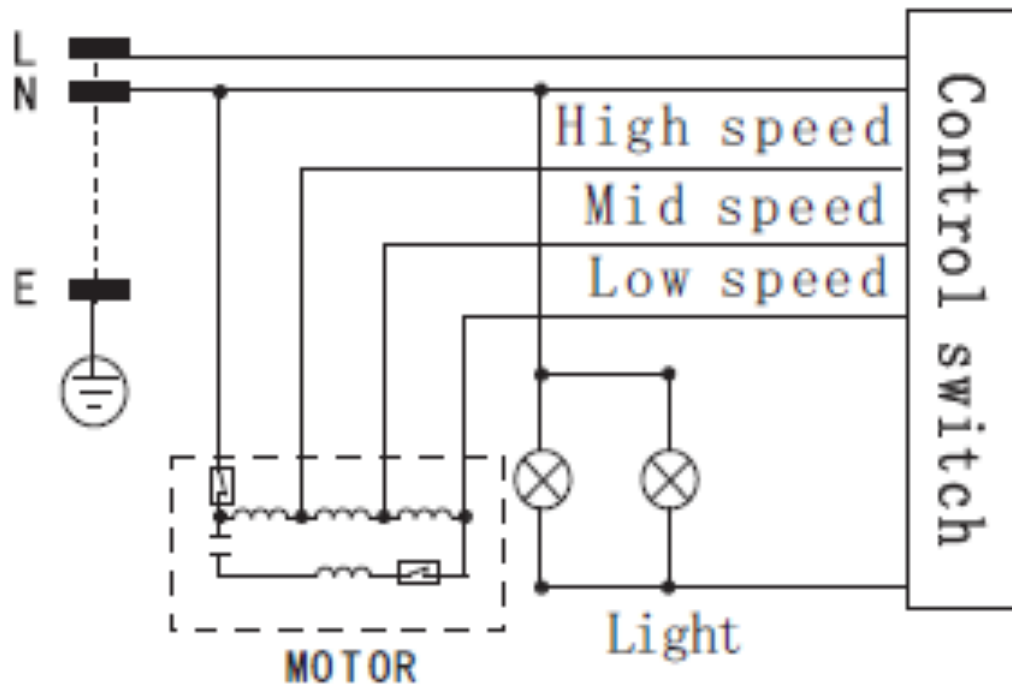 L
N
High speed
Mid speed
Low speed
E
Control switch
Light
MOTOR